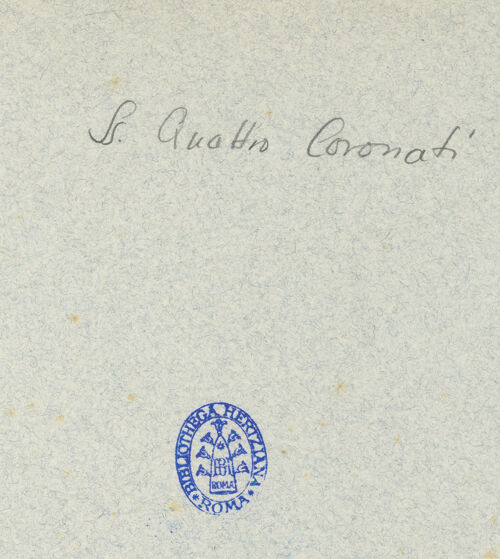 SS. Quattro Coronati
BIBLIOTHECA HERTZIANA
ROMA
ROMA